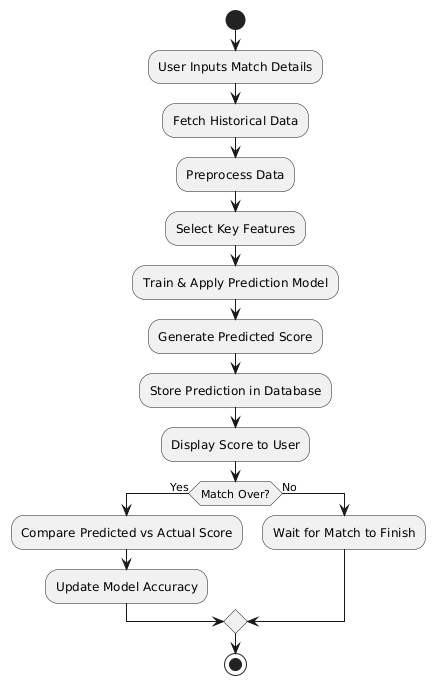 User Inputs Match Details
Fetch Historical Data
Preprocess Data
Select Key Features
Train & Apply Prediction Model
Generate Predicted Score
Store Prediction in Database
Display Score to User
Yes
Match Over?
No
Compare Predicted vs Actual Score
Wait for Match to Finish
Update Model Accuracy